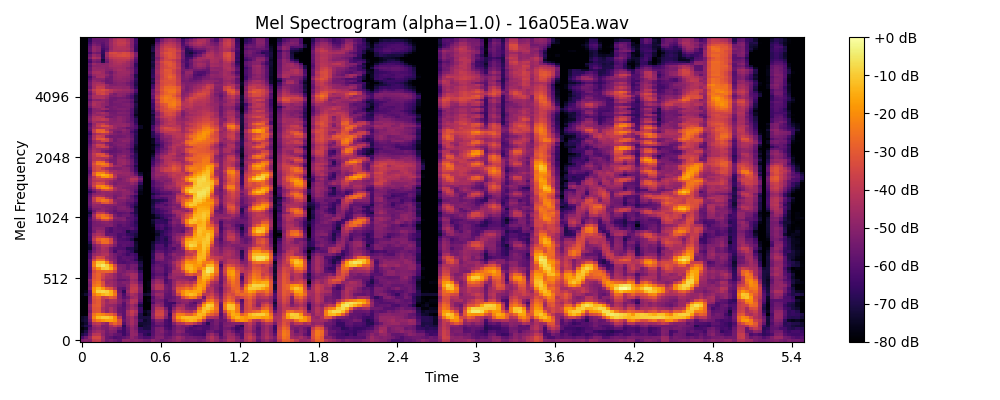 Mel Spectrogram (alpha=1.0) - 16a05Ea.wav
Mel Frequency
4096
2048
1024
512
0
0 0.6 1.2 1.8 2.4 3 3.6 4.2 4.8 5.4
Time
+0 dB
-10 dB
-20 dB
-30 dB
-40 dB
-50 dB
-60 dB
-70 dB
-80 dB